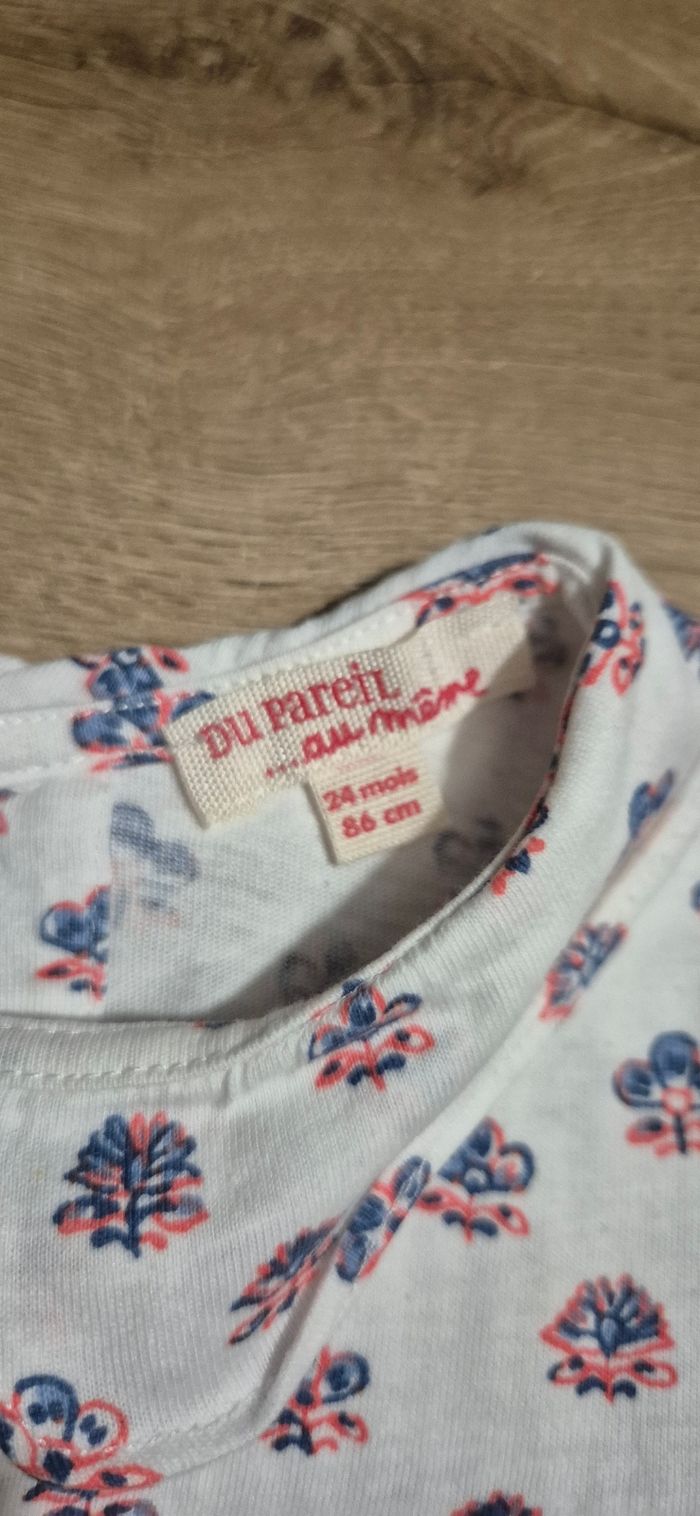 DU PAREIL
...au même
24 mois
86 cm